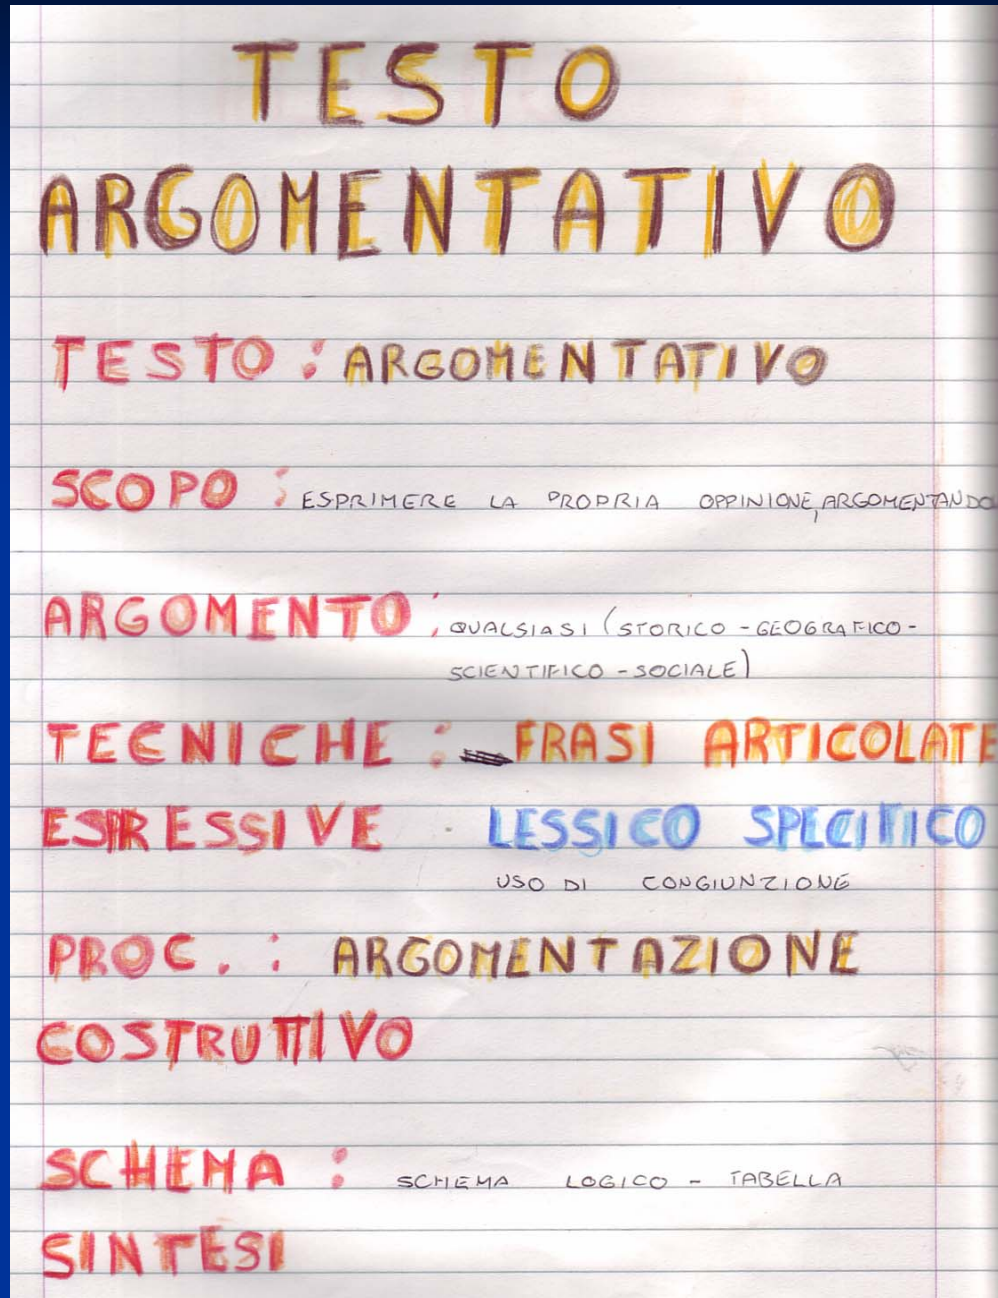 TESTO
ARGOMENTATIVO
TESTO : ARGOMENTATIVO
SCOPO : ESPRIMERE LA PROPRIA OPPINIONE, ARGOMENTANDO
ARGOMENTO : QUALSIASI (STORICO - GEOGRAFICO -
SCIENTIFICO - SOCIALE)
TECNICHE : FRASI ARTICOLATE
ESPRESSIVE LESSICO SPECIFICO
USO DI CONGIUNZIONE
PROC. : ARGOMENTAZIONE
COSTRUTTIVO
SCHEMA : SCHEMA LOGICO - TABELLA
SINTESI